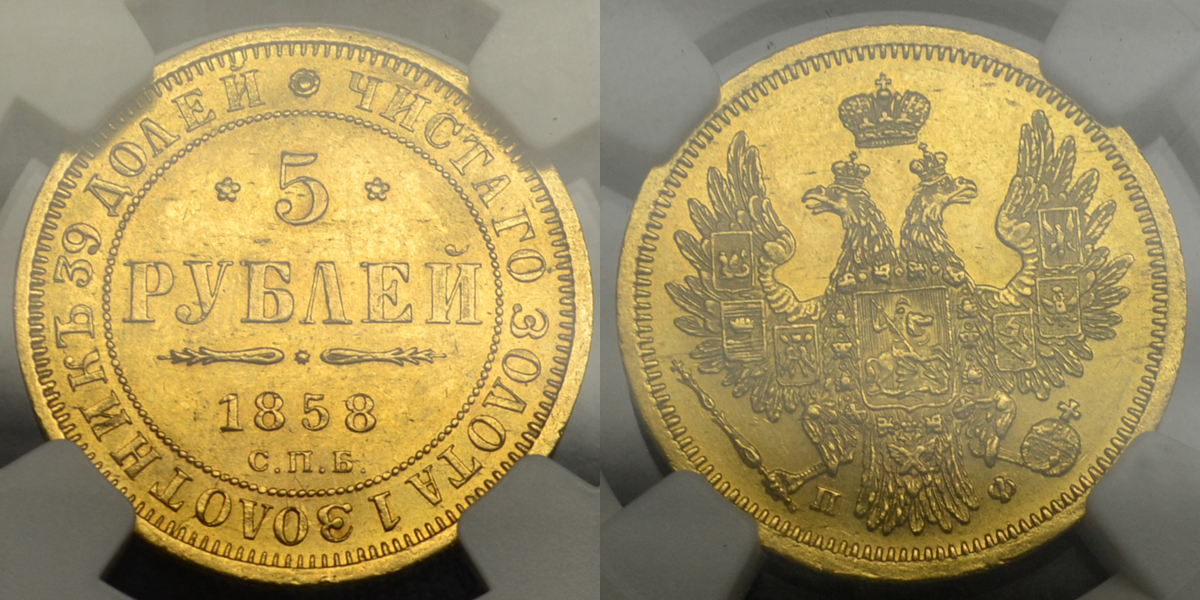 ЧИСТАГО ЗОЛОТА 1 ЗОЛОТНИКЪ 39 ДОЛЕЙ
5
РУБЛЕЙ
1858
С.П.Б.
П Ф